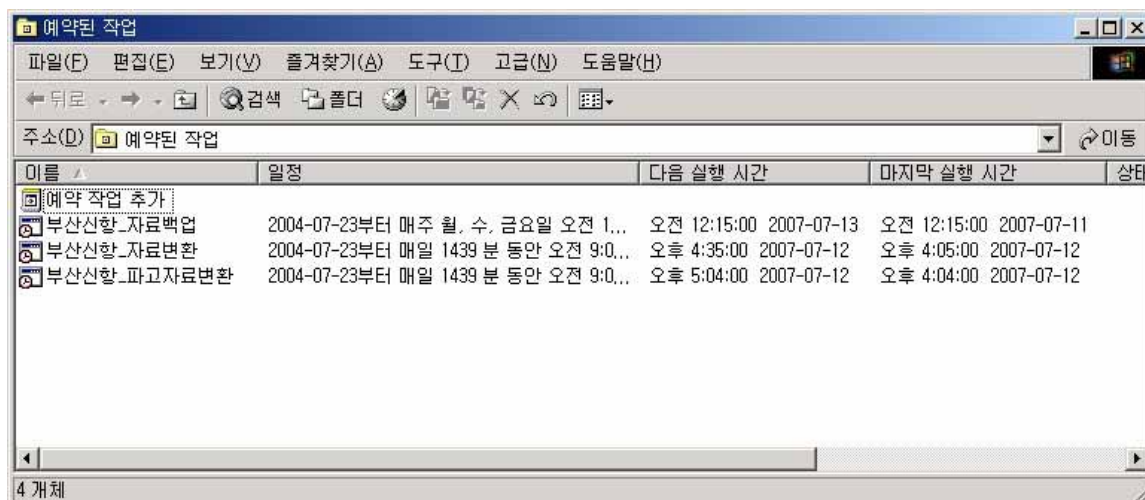 예약된 작업
파일(F) 편집(E) 보기(V) 즐겨찾기(A) 도구(T) 고급(N) 도움말(H)
뒤로 검색 폴더
주소(D) 예약된 작업 이동
이름 일정 다음 실행 시간 마지막 실행 시간 상태
예약 작업 추가
부산신항_자료백업 2004-07-23부터 매주 월, 수, 금요일 오전 1... 오전 12:15:00 2007-07-13 오전 12:15:00 2007-07-11
부산신항_자료변환 2004-07-23부터 매일 1439 분 동안 오전 9:0... 오후 4:35:00 2007-07-12 오후 4:05:00 2007-07-12
부산신항_파고자료변환 2004-07-23부터 매일 1439 분 동안 오전 9:0... 오후 5:04:00 2007-07-12 오후 4:04:00 2007-07-12
4 개체